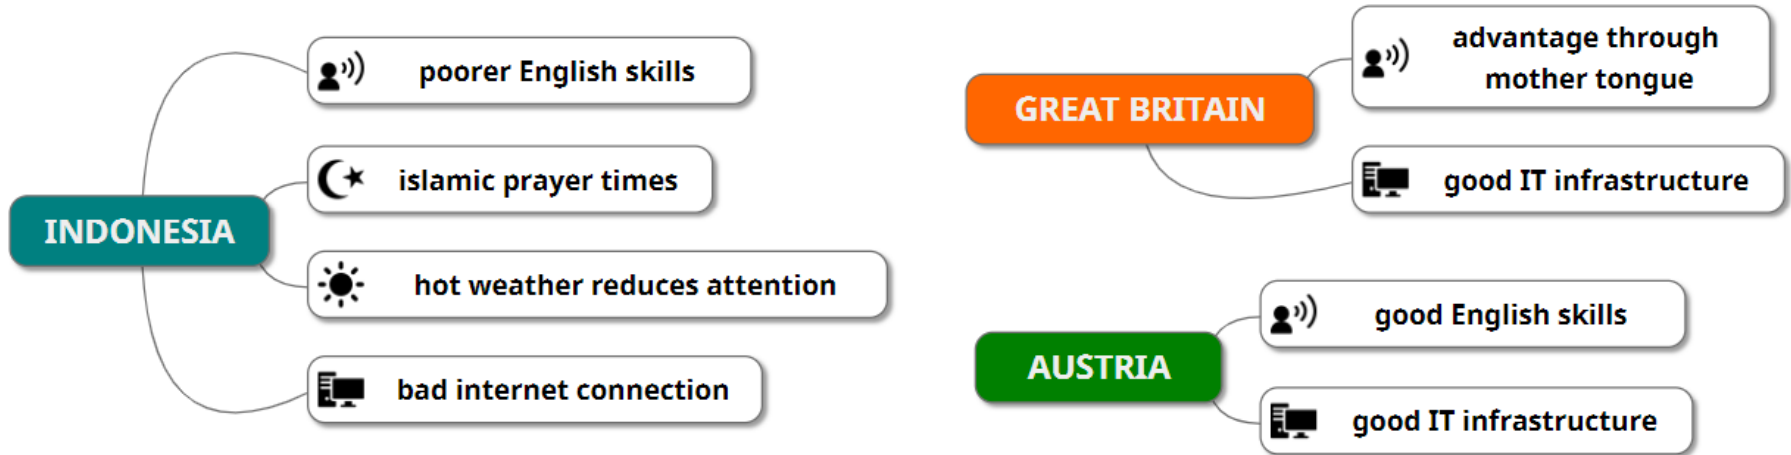 INDONESIA
poorer English skills
islamic prayer times
hot weather reduces attention
bad internet connection
GREAT BRITAIN
advantage through
mother tongue
good IT infrastructure
AUSTRIA
good English skills
good IT infrastructure